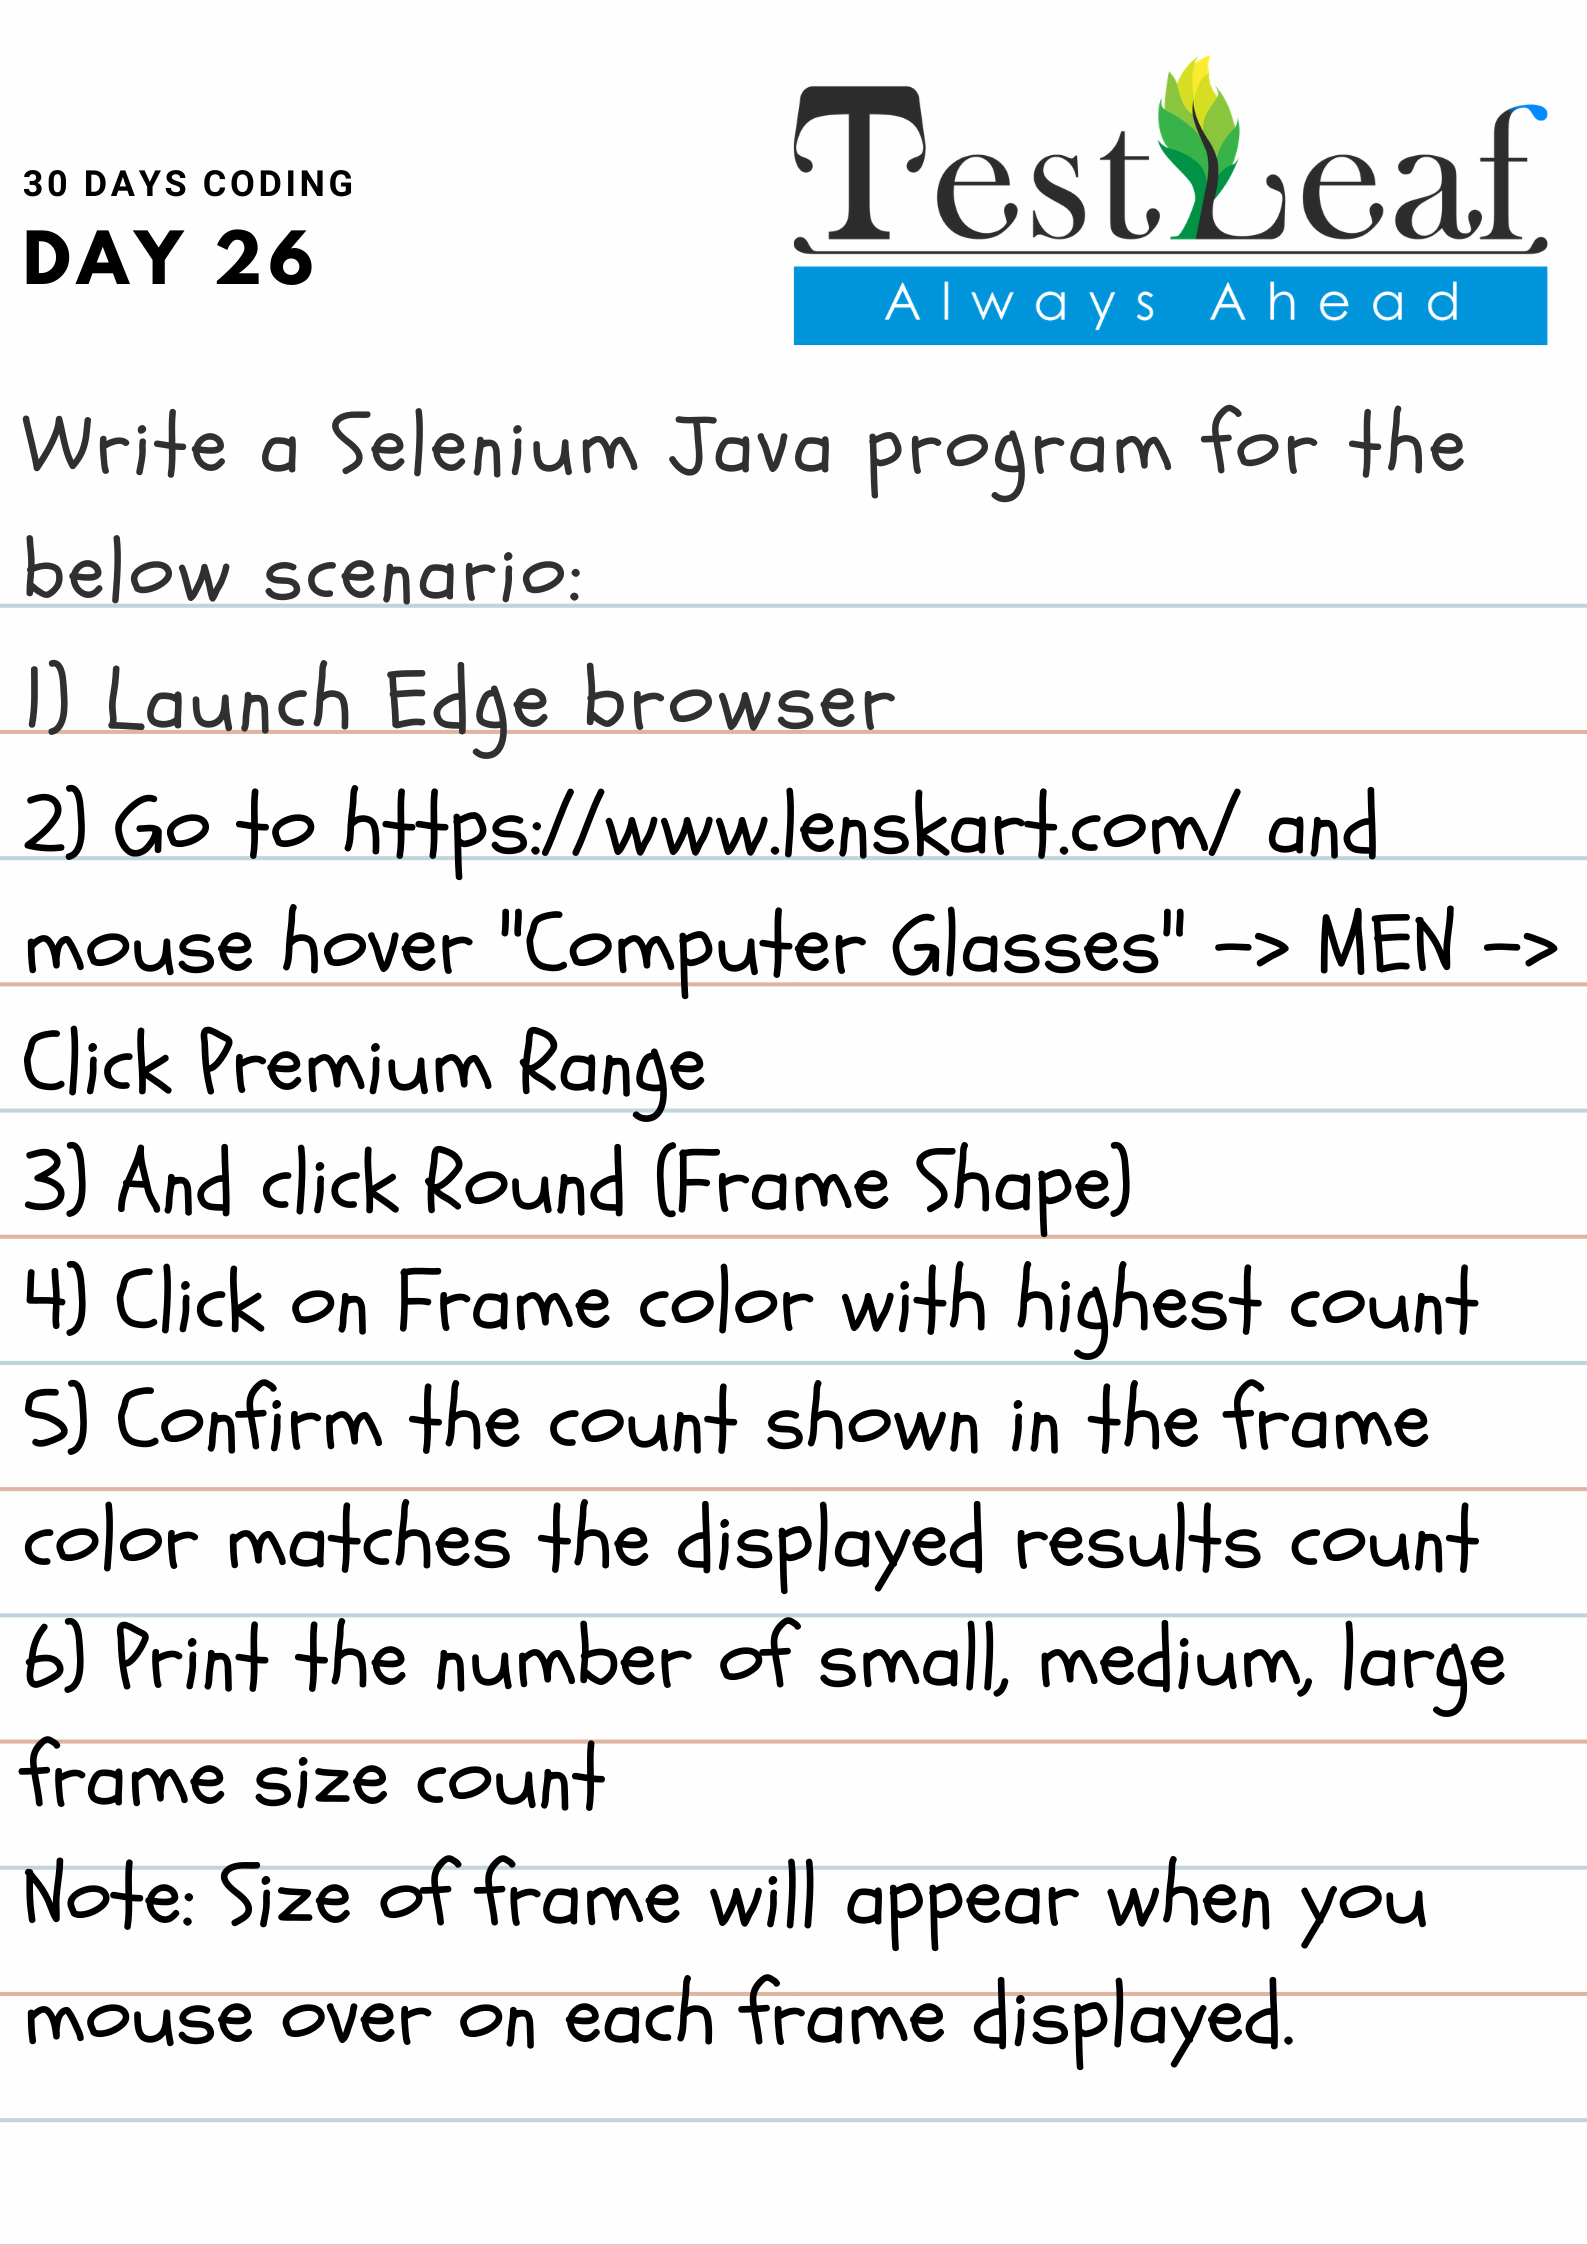 30 DAYS CODING
DAY 26
TestLeaf
Always Ahead
Write a Selenium Java program for the
below scenario:
1) Launch Edge browser
2) Go to https://www.lenskart.com/ and
mouse hover "Computer Glasses" -> MEN ->
Click Premium Range
3) And click Round (Frame Shape)
4) Click on Frame color with highest count
5) Confirm the count shown in the frame
color matches the displayed results count
6) Print the number of small, medium, large
frame size count
Note: Size of frame will appear when you
mouse over on each frame displayed.